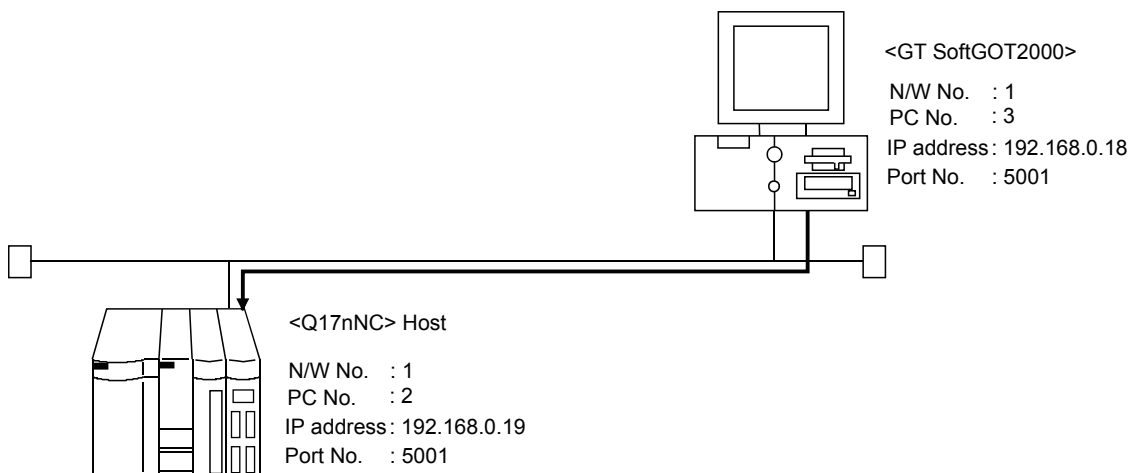 <GT SoftGOT2000>
N/W No. : 1
PC No. : 3
IP address : 192.168.0.18
Port No. : 5001
<Q17nNC> Host
N/W No. : 1
PC No. : 2
IP address : 192.168.0.19
Port No. : 5001